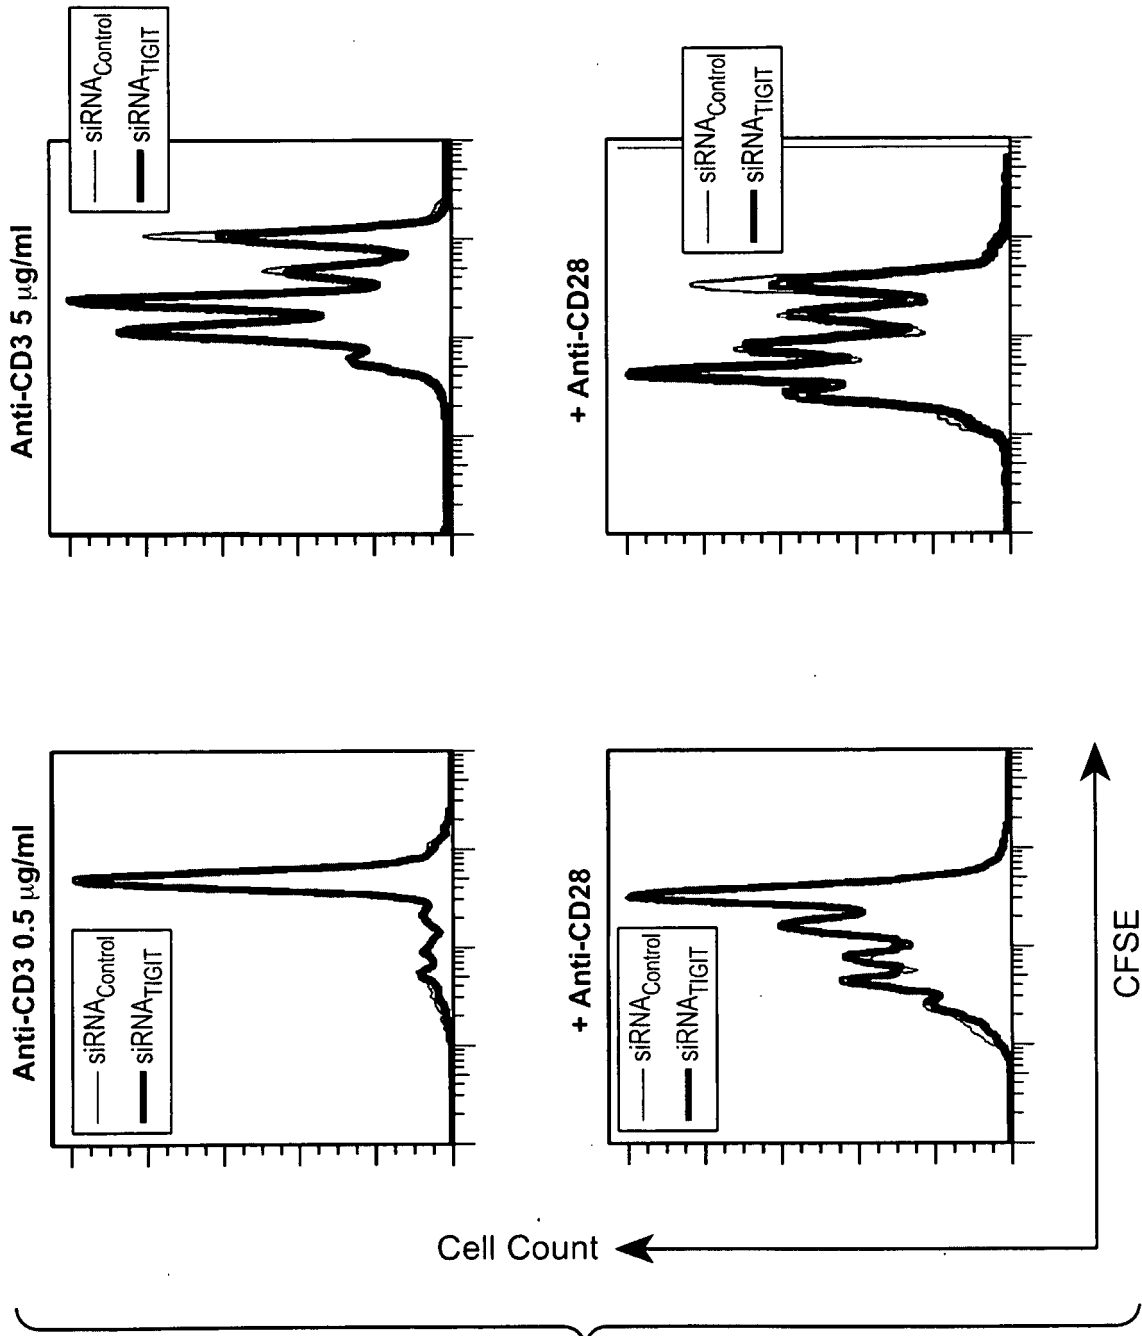 Anti-CD3 0.5 μg/ml
siRNAControl
siRNATIGIT
Anti-CD3 5 μg/ml
siRNAControl
siRNATIGIT
+ Anti-CD28
siRNAControl
siRNATIGIT
+ Anti-CD28
siRNAControl
siRNATIGIT
Cell Count
CFSE